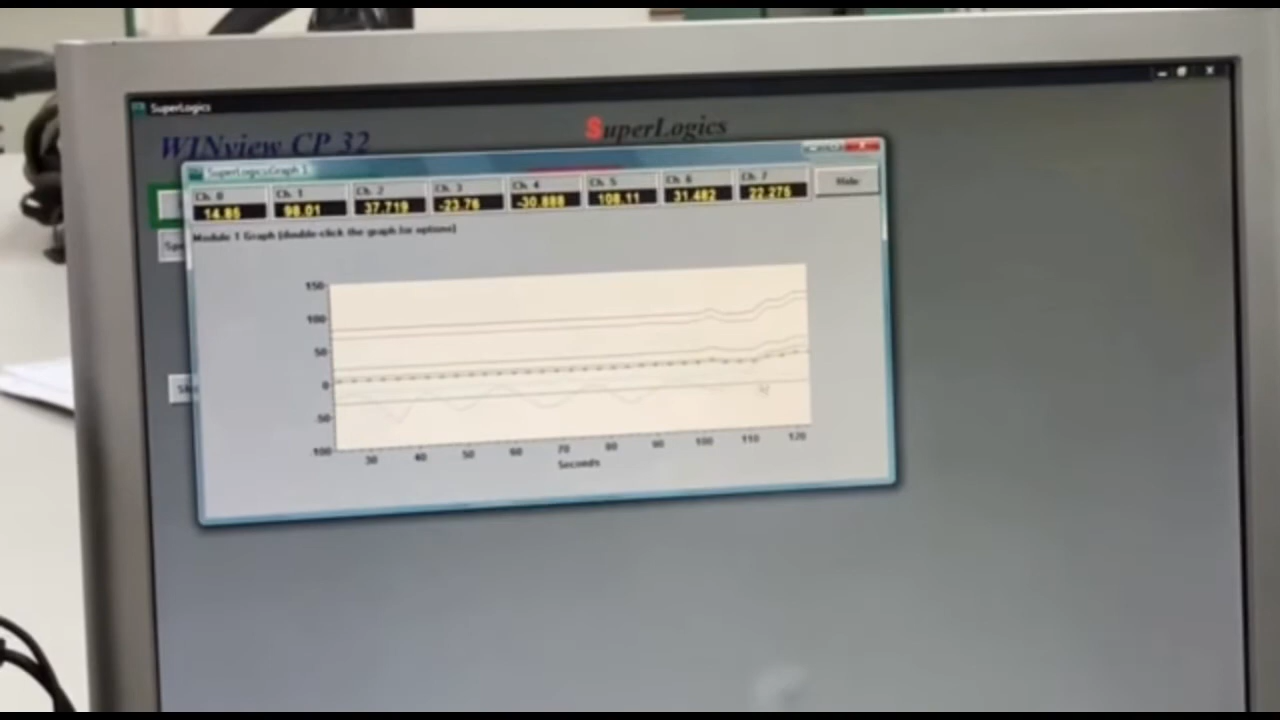 SuperLogics
WINview CP 32
SuperLogics
SuperLogicsGraph 1
Ch. 0 Ch. 1 Ch. 2 Ch. 3 Ch. 4 Ch. 5 Ch. 6 Ch. 7
Hide
14.85 98.01 37.719 -23.76 -30.888 108.11 31.482 22.275
Module 1 Graph (double-click the graph for options)
150
100
50
0
-50
-100
30 40 50 60 70 80 90 100 110 120
Seconds